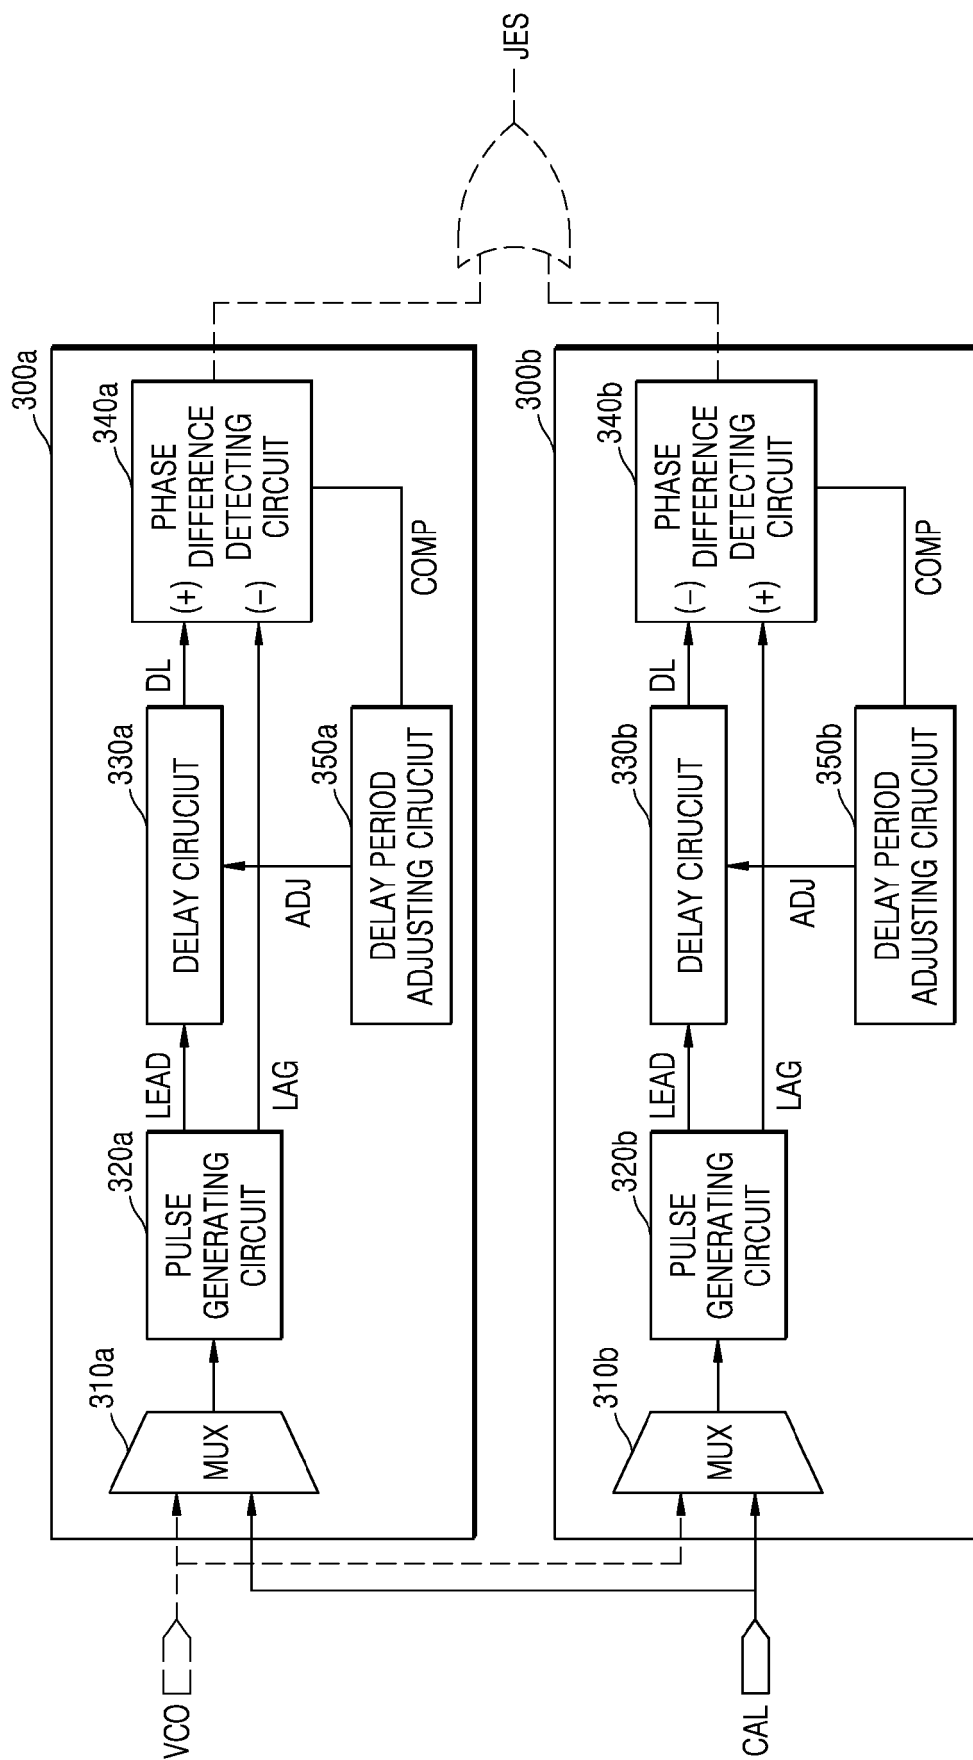 300a
VCO
310a
MUX
320a
PULSE
GENERATING
CIRCUIT
LEAD
LAG
330a
DELAY CIRUCIUT
DL
ADJ
350a
DELAY PERIOD
ADJUSTING CIRUCIUT
340a
(+)
(-)
PHASE
DIFFERENCE
DETECTING
CIRCUIT
COMP
JES
300b
CAL
310b
MUX
320b
PULSE
GENERATING
CIRCUIT
LEAD
LAG
330b
DELAY CIRUCIUT
DL
ADJ
350b
DELAY PERIOD
ADJUSTING CIRUCIUT
340b
(-)
(+)
PHASE
DIFFERENCE
DETECTING
CIRCUIT
COMP